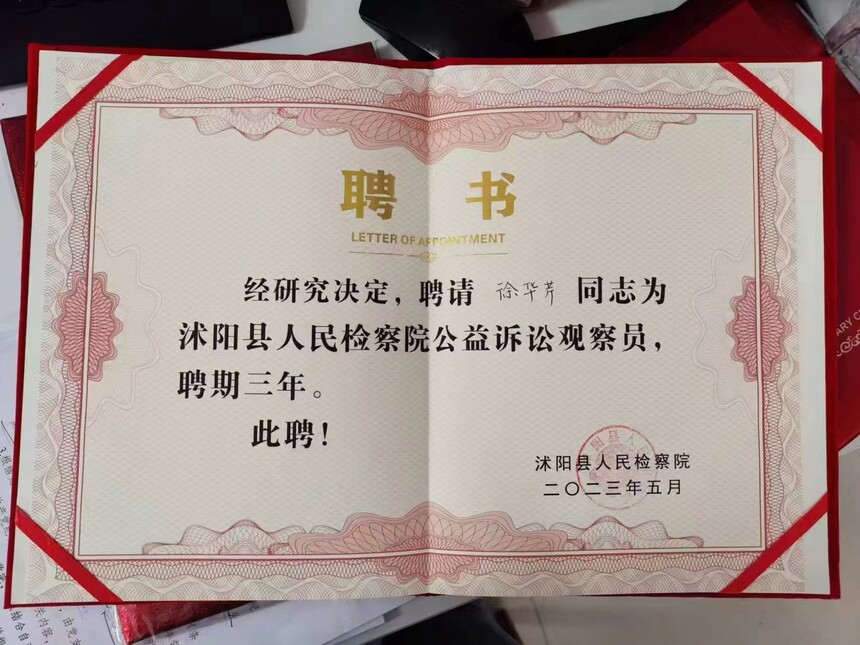 聘 书
LETTER OF APPOINTMENT
经研究决定，聘请 徐华芹 同志为
沭阳县人民检察院公益诉讼观察员，
聘期三年。
此聘！
沭阳县人民检察院
二〇二三年五月